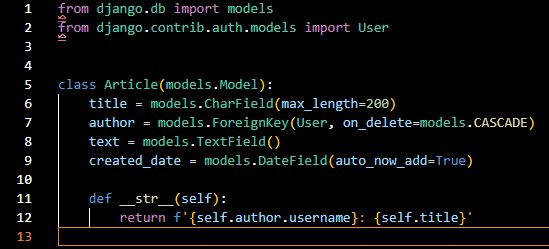 1 from django.db import models
2 from django.contrib.auth.models import User
3
4
5 class Article(models.Model):
6     title = models.CharField(max_length=200)
7     author = models.ForeignKey(User, on_delete=models.CASCADE)
8     text = models.TextField()
9     created_date = models.DateField(auto_now_add=True)
10
11     def __str__(self):
12         return f'{self.author.username}: {self.title}'
13